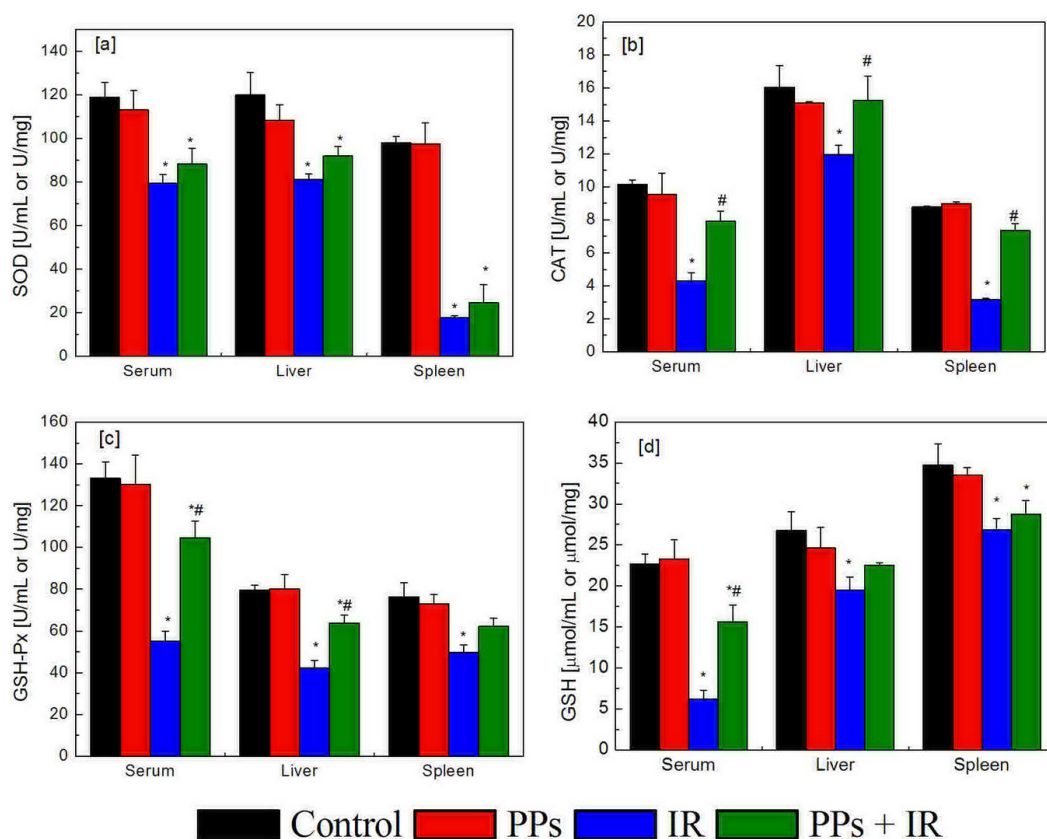 [a]
SOD [U/mL or U/mg]
140
120
100
80
60
40
20
0
* * * * * *
Serum Liver Spleen
[b]
CAT [U/mL or U/mg]
20
18
16
14
12
10
8
6
4
2
0
* # * # * #
Serum Liver Spleen
[c]
GSH-Px [U/mL or U/mg]
160
140
120
100
80
60
40
20
0
* *# * *# *
Serum Liver Spleen
[d]
GSH [μmol/mL or μmol/mg]
40
35
30
25
20
15
10
5
0
* *# * * *
Serum Liver Spleen
Control PPs IR PPs + IR